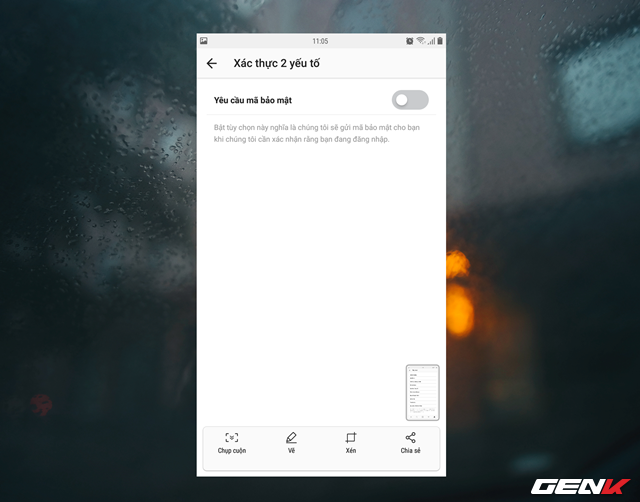 11:05
Xác thực 2 yếu tố
Yêu cầu mã bảo mật
Bật tùy chọn này nghĩa là chúng tôi sẽ gửi mã bảo mật cho bạn
khi chúng tôi cần xác nhận rằng bạn đang đăng nhập.
Chụp cuộn
Vẽ
Xén
Chia sẻ
GENK